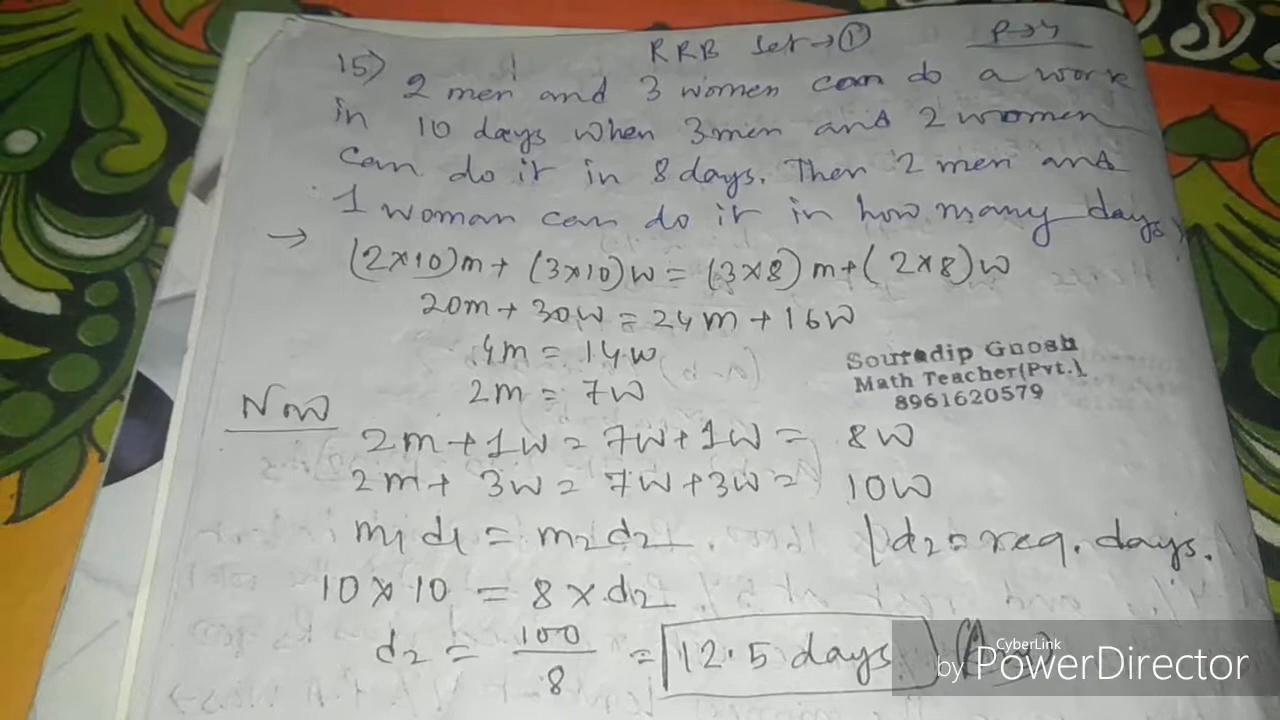 RRB Set→① P→4
15) 2 men and 3 women can do a work
in 10 days when 3 men and 2 women
can do it in 8 days. Then 2 men and
1 woman can do it in how many days?
→ (2×10)m + (3×10)w = (3×8)m + (2×8)w
20m + 30w = 24m + 16w
4m = 14w
2m = 7w
Souradip Ghosh
Math Teacher(Pvt.)
8961620579
Now
2m + 1w = 7w + 1w = 8w
2m + 3w = 7w + 3w = 10w
m1 d1 = m2 d2 | d2 = req. days.
10 × 10 = 8 × d2
d2 = 100/8 = 12.5 days. (Ans)
CyberLink
by PowerDirector